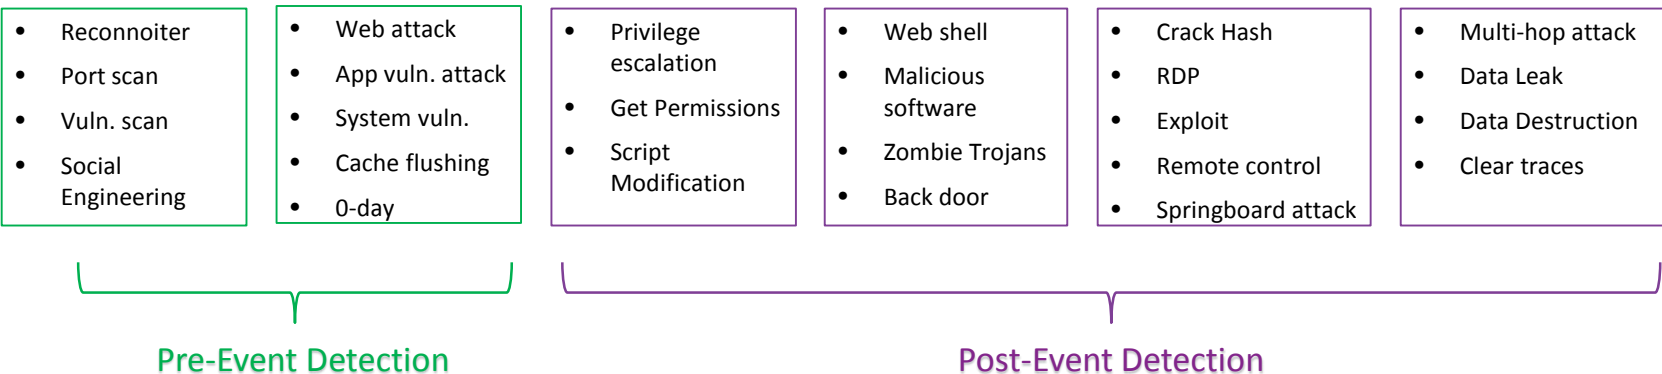 • Reconnoiter
• Port scan
• Vuln. scan
• Social
Engineering
• Web attack
• App vuln. attack
• System vuln.
• Cache flushing
• 0-day
• Privilege
escalation
• Get Permissions
• Script
Modification
• Web shell
• Malicious
software
• Zombie Trojans
• Back door
• Crack Hash
• RDP
• Exploit
• Remote control
• Springboard attack
• Multi-hop attack
• Data Leak
• Data Destruction
• Clear traces
Pre-Event Detection
Post-Event Detection